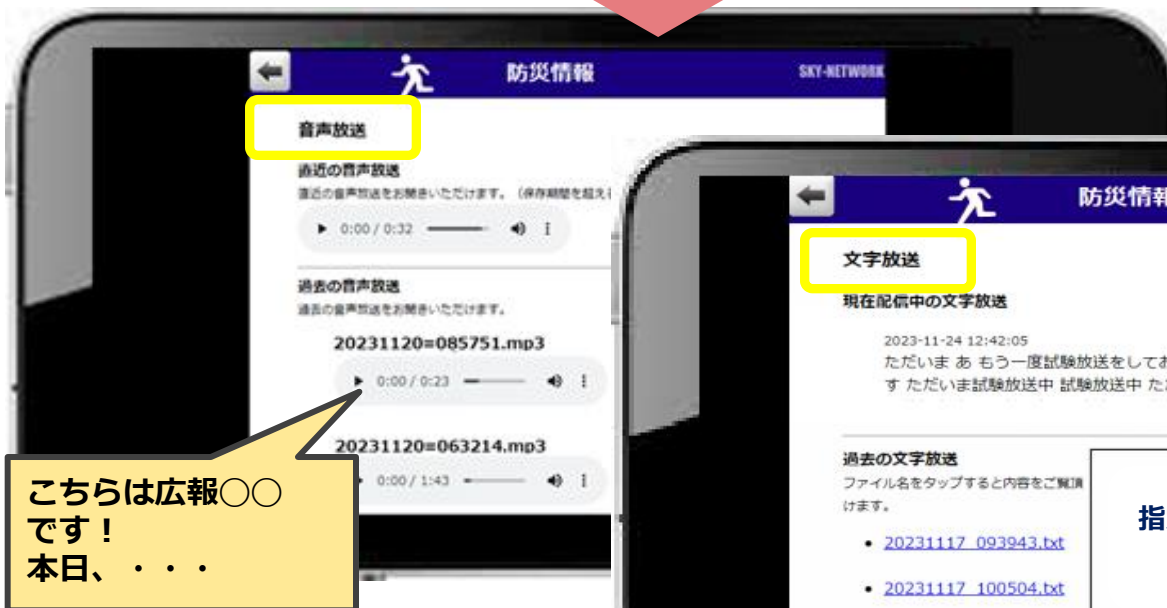 防災情報
SKY-NETWORK
音声放送
直近の音声放送
直近の音声放送をお聞きいただけます。（保存期間を超え
0:00 / 0:32
過去の音声放送
過去の音声放送をお聞きいただけます。
20231120=085751.mp3
0:00 / 0:23
20231120=063214.mp3
0:00 / 1:43
こちらは広報〇〇
です！
本日、・・・
防災情報
文字放送
現在配信中の文字放送
2023-11-24 12:42:05
ただいま あ もう一度試験放送をしてお
す ただいま試験放送中 試験放送中 た
過去の文字放送
ファイル名をタップすると内容をご覧頂
けます。
20231117_093943.txt
20231117_100504.txt
指